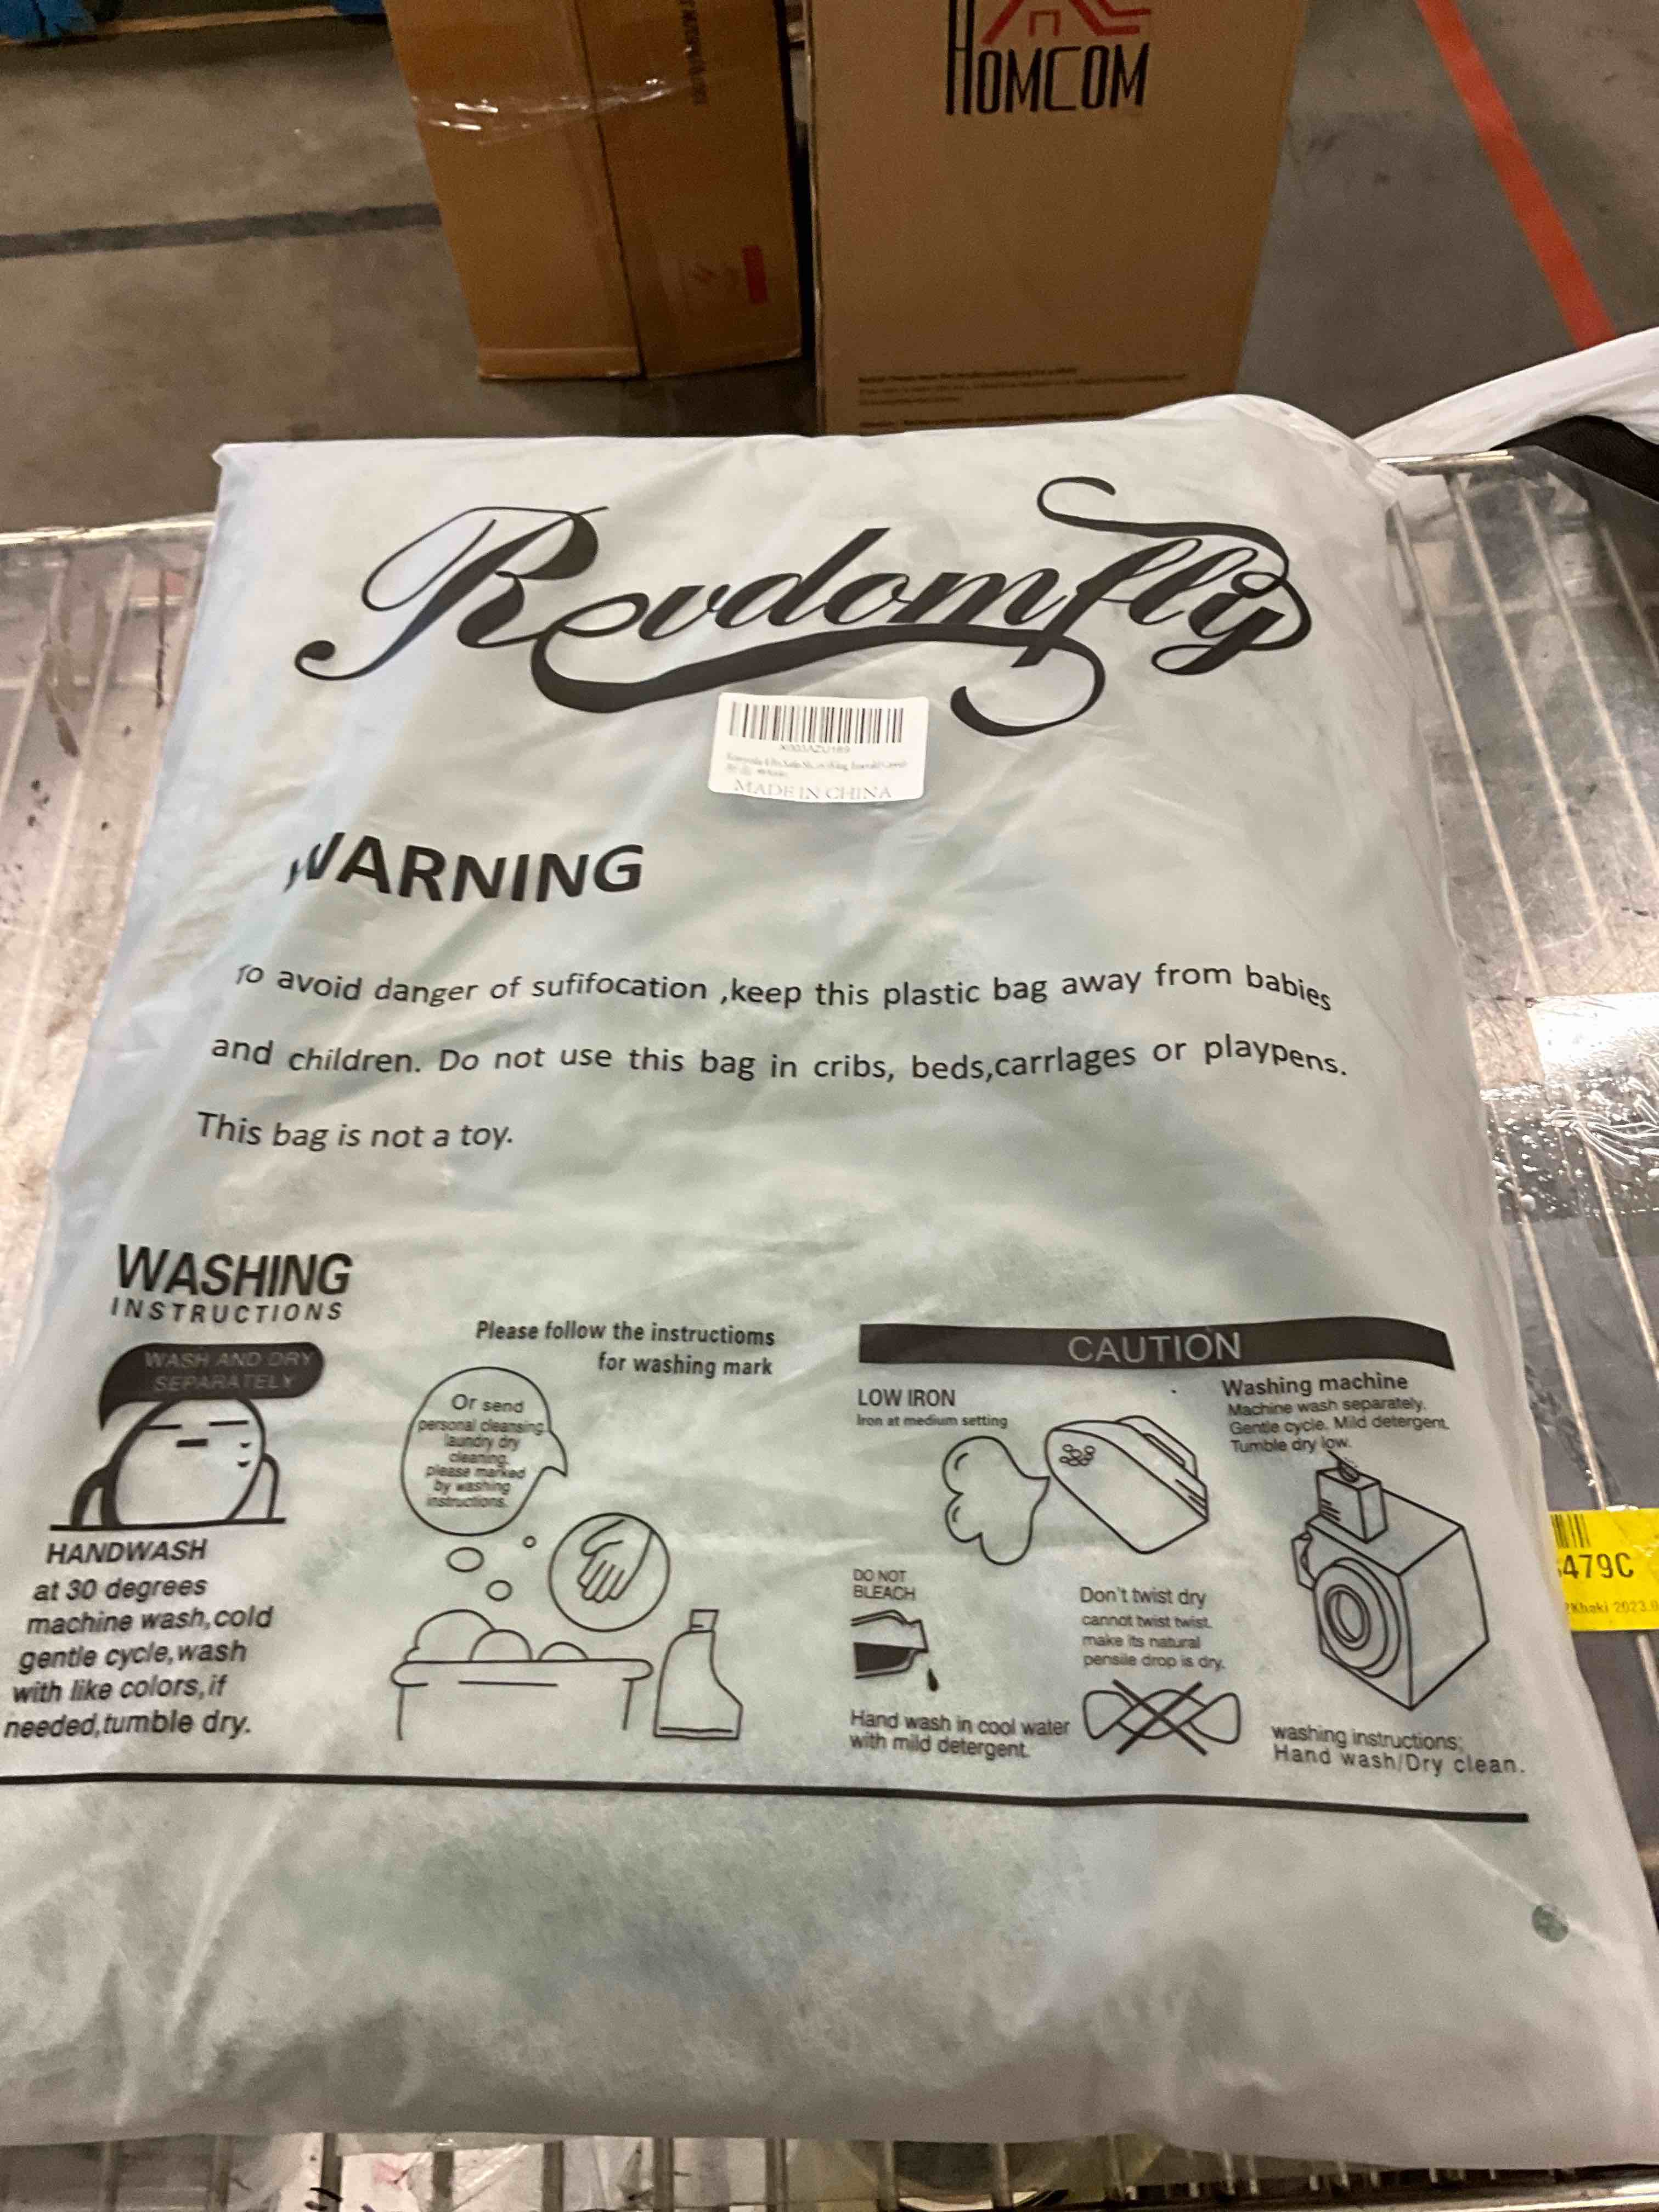 HOMCOM
Revdomfly
MADE IN CHINA
WARNING
To avoid danger of sufifocation ,keep this plastic bag away from babies
and children. Do not use this bag in cribs, beds,carrlages or playpens.
This bag is not a toy.
WASHING
INSTRUCTIONS
WASH AND DRY
SEPARATELY
HANDWASH
at 30 degrees
machine wash,cold
gentle cycle,wash
with like colors,if
needed,tumble dry.
Please follow the instructioms
for washing mark
Or send
personal cleansing
laundry dry
cleaning,
please marked
by washing
instructions.
CAUTION
LOW IRON
Iron at medium setting
Washing machine
Machine wash separately.
Gentle cycle. Mild detergent.
Tumble dry low.
DO NOT
BLEACH
Hand wash in cool water
with mild detergent.
Don't twist dry
cannot twist twist.
make its natural
pensile drop is dry.
washing instructions:
Hand wash/Dry clean.
479C
Khaki 2023.9